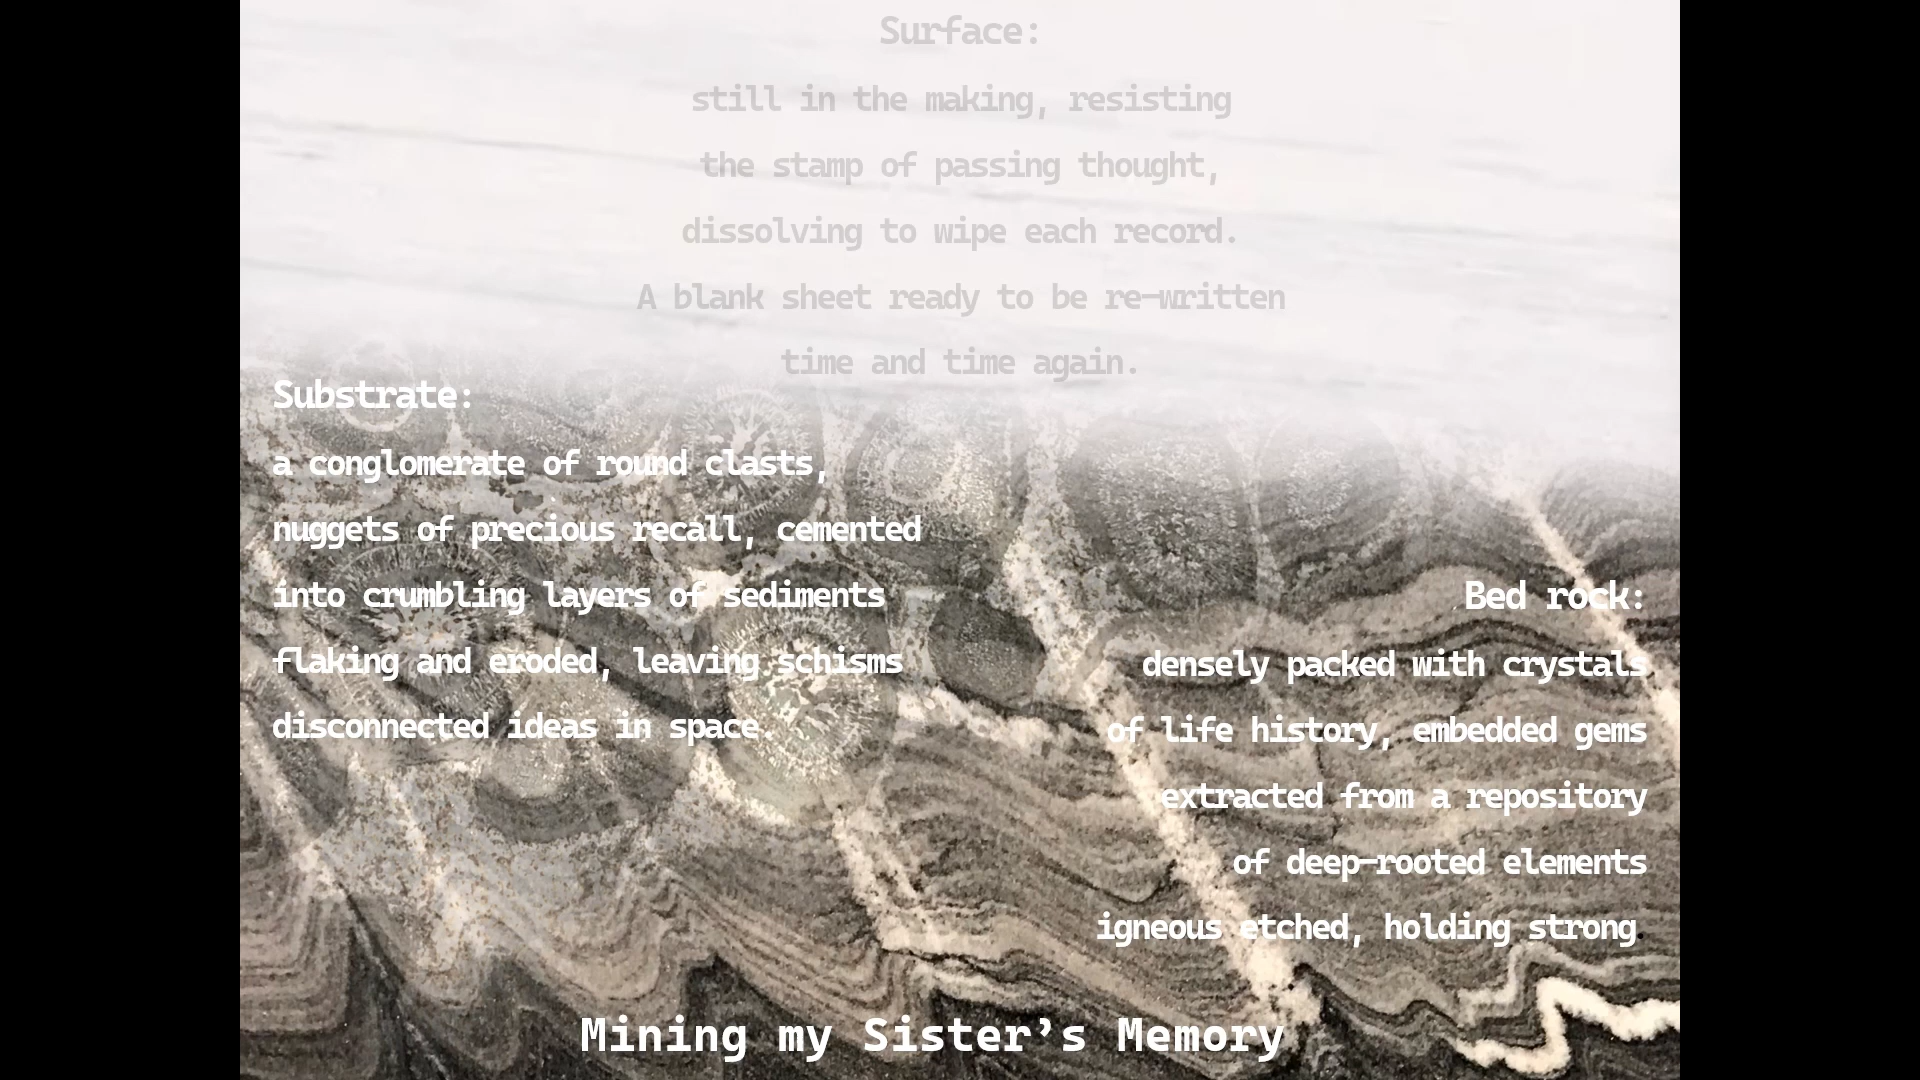 Surface:
still in the making, resisting
the stamp of passing thought,
dissolving to wipe each record.
A blank sheet ready to be re-written
time and time again.
Substrate:
a conglomerate of round clasts,
nuggets of precious recall, cemented
into crumbling layers of sediments
flaking and eroded, leaving schisms
disconnected ideas in space.
Bed rock:
densely packed with crystals
of life history, embedded gems
extracted from a repository
of deep-rooted elements
igneous etched, holding strong.
Mining my Sister’s Memory